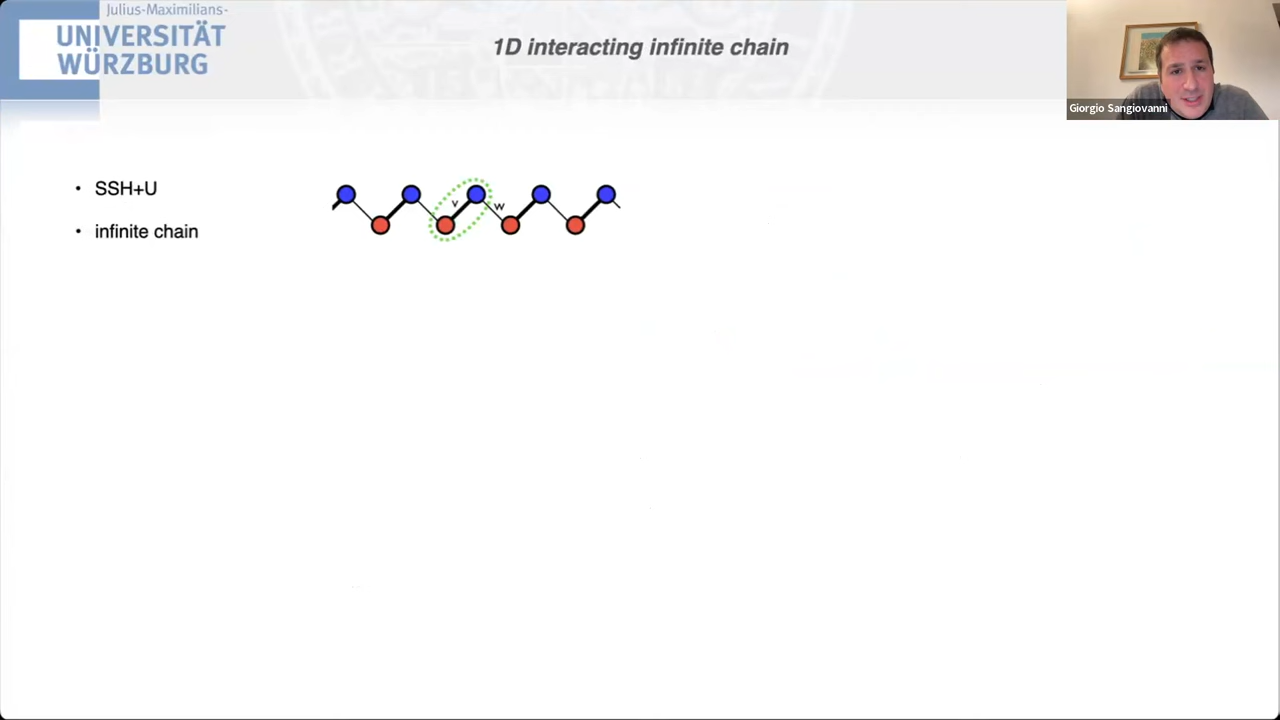 Julius-Maximilians-
UNIVERSITÄT
WÜRZBURG
1D interacting infinite chain
Giorgio Sangiovanni
• SSH+U
v
w
• infinite chain